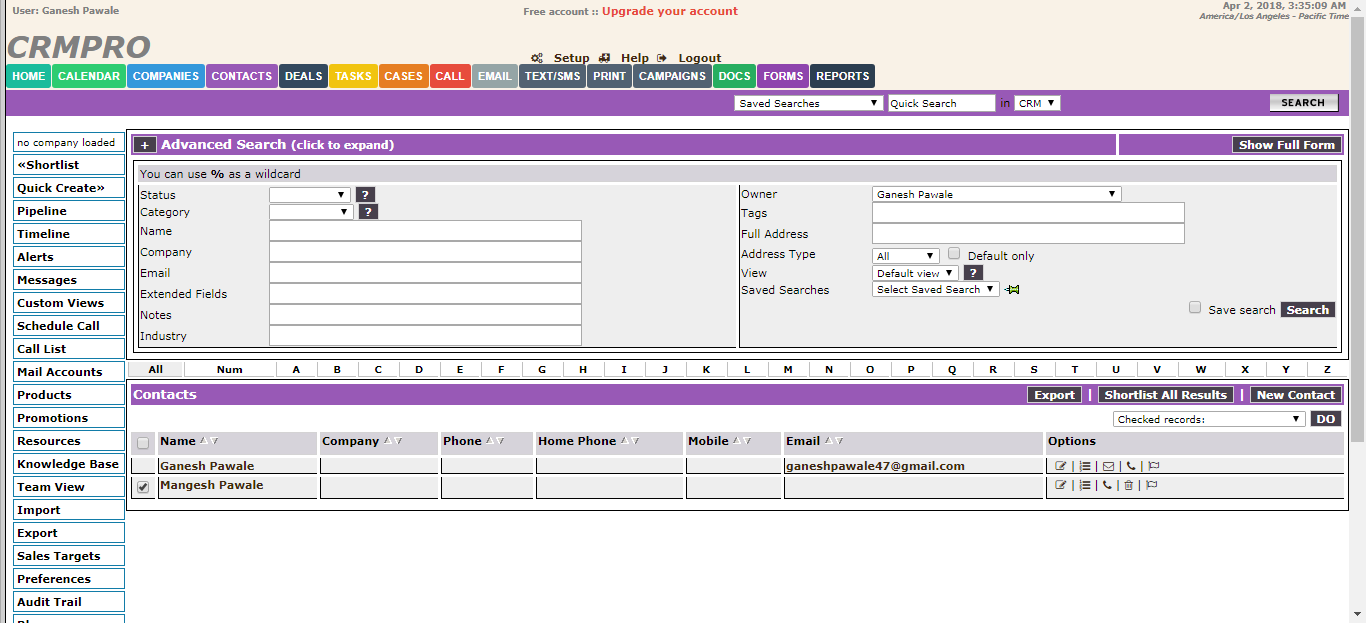 User: Ganesh Pawale
Free account :: Upgrade your account
Apr 2, 2018, 3:35:09 AM
America/Los Angeles - Pacific Time
CRMPRO
Setup Help Logout
HOME CALENDAR COMPANIES CONTACTS DEALS TASKS CASES CALL EMAIL TEXT/SMS PRINT CAMPAIGNS DOCS FORMS REPORTS
Saved Searches Quick Search in CRM SEARCH
no company loaded
«Shortlist
Quick Create»
Pipeline
Timeline
Alerts
Messages
Custom Views
Schedule Call
Call List
Mail Accounts
Products
Promotions
Resources
Knowledge Base
Team View
Import
Export
Sales Targets
Preferences
Audit Trail
+ Advanced Search (click to expand) Show Full Form
You can use % as a wildcard
Status ?
Category ?
Name
Company
Email
Extended Fields
Notes
Industry
Owner Ganesh Pawale
Tags
Full Address
Address Type All Default only
View Default view ?
Saved Searches Select Saved Search
Save search Search
All Num A B C D E F G H I J K L M N O P Q R S T U V W X Y Z
Contacts Export | Shortlist All Results | New Contact
Checked records: DO
Name Company Phone Home Phone Mobile Email Options
Ganesh Pawale ganeshpawale47@gmail.com | | | |
Mangesh Pawale | | | |